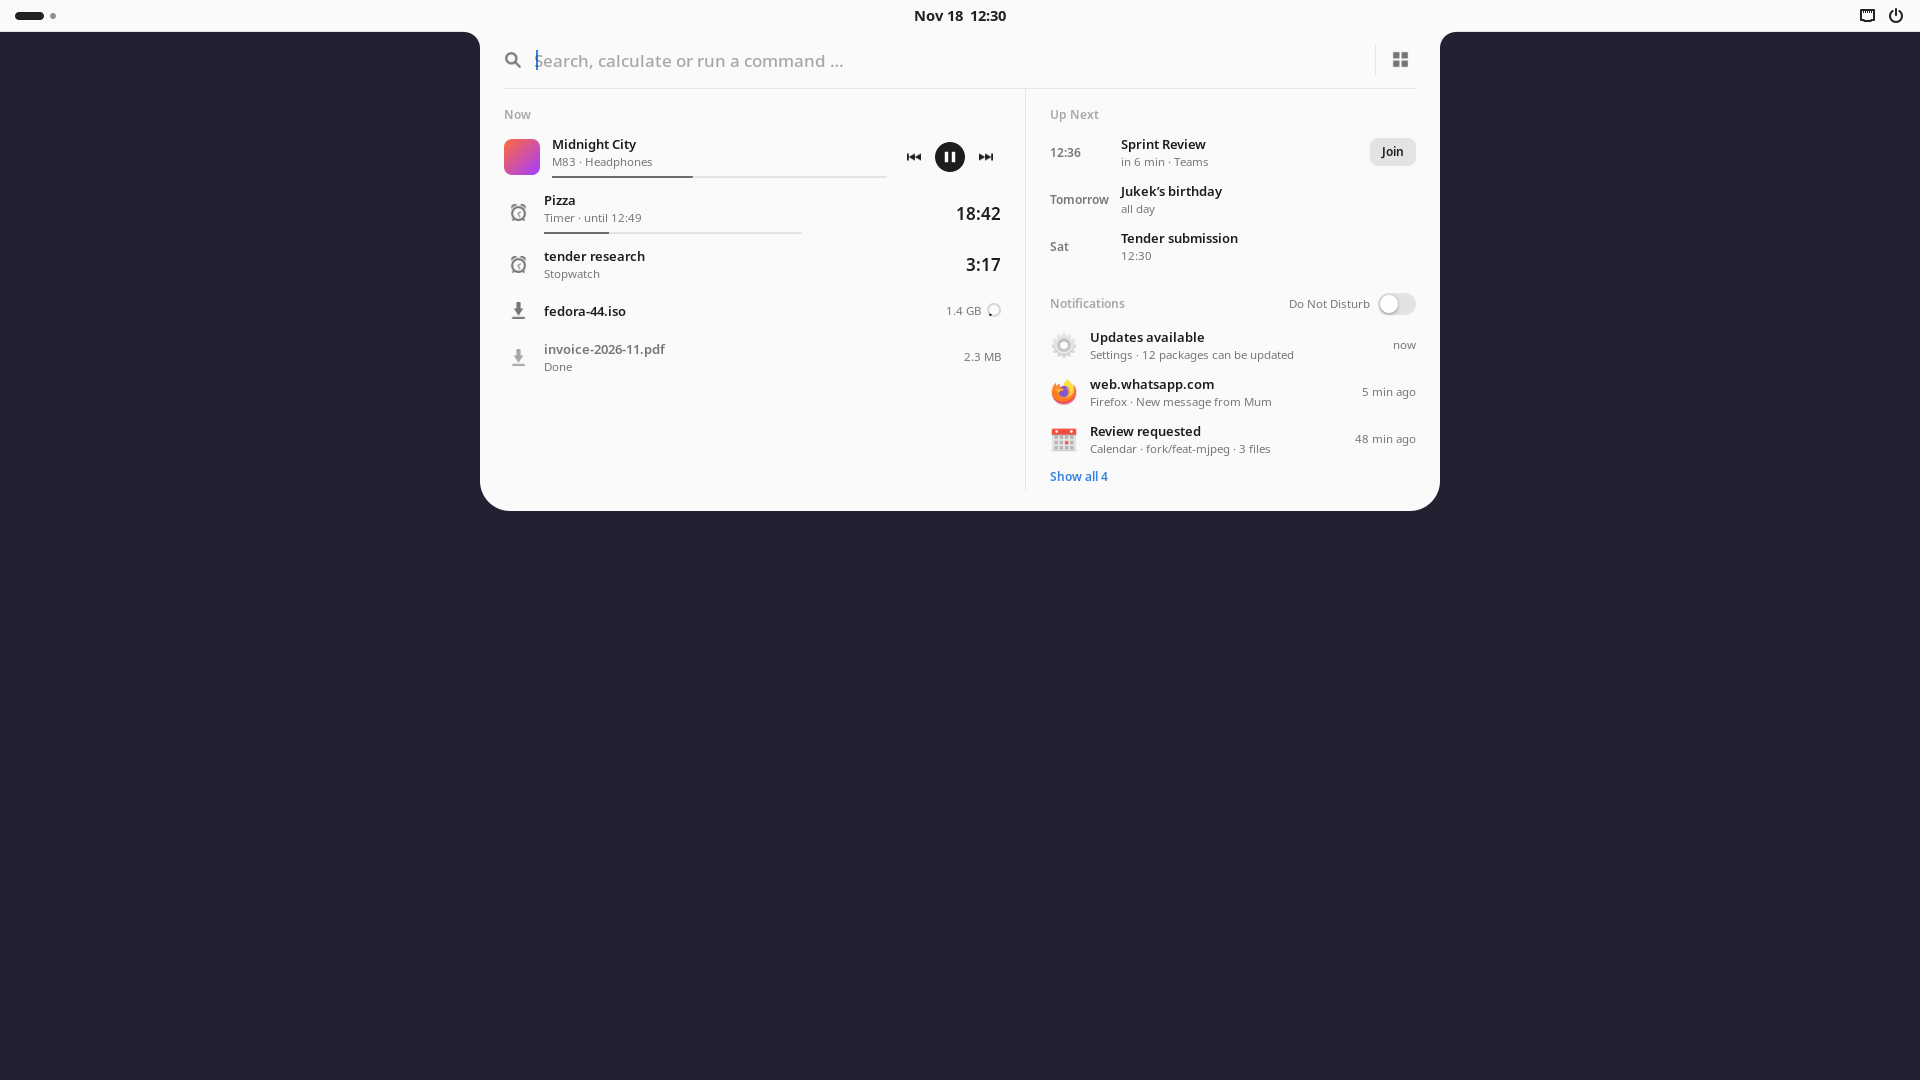 Nov 18 12:30
Search, calculate or run a command ...
Now
Midnight City
M83 · Headphones
Pizza
Timer · until 12:49
18:42
tender research
Stopwatch
3:17
fedora-44.iso
1.4 GB
invoice-2026-11.pdf
Done
2.3 MB
Up Next
12:36
Sprint Review
in 6 min · Teams
Join
Tomorrow
Jukek’s birthday
all day
Sat
Tender submission
12:30
Notifications
Do Not Disturb
Updates available
Settings · 12 packages can be updated
now
web.whatsapp.com
Firefox · New message from Mum
5 min ago
Review requested
Calendar · fork/feat-mjpeg · 3 files
48 min ago
Show all 4